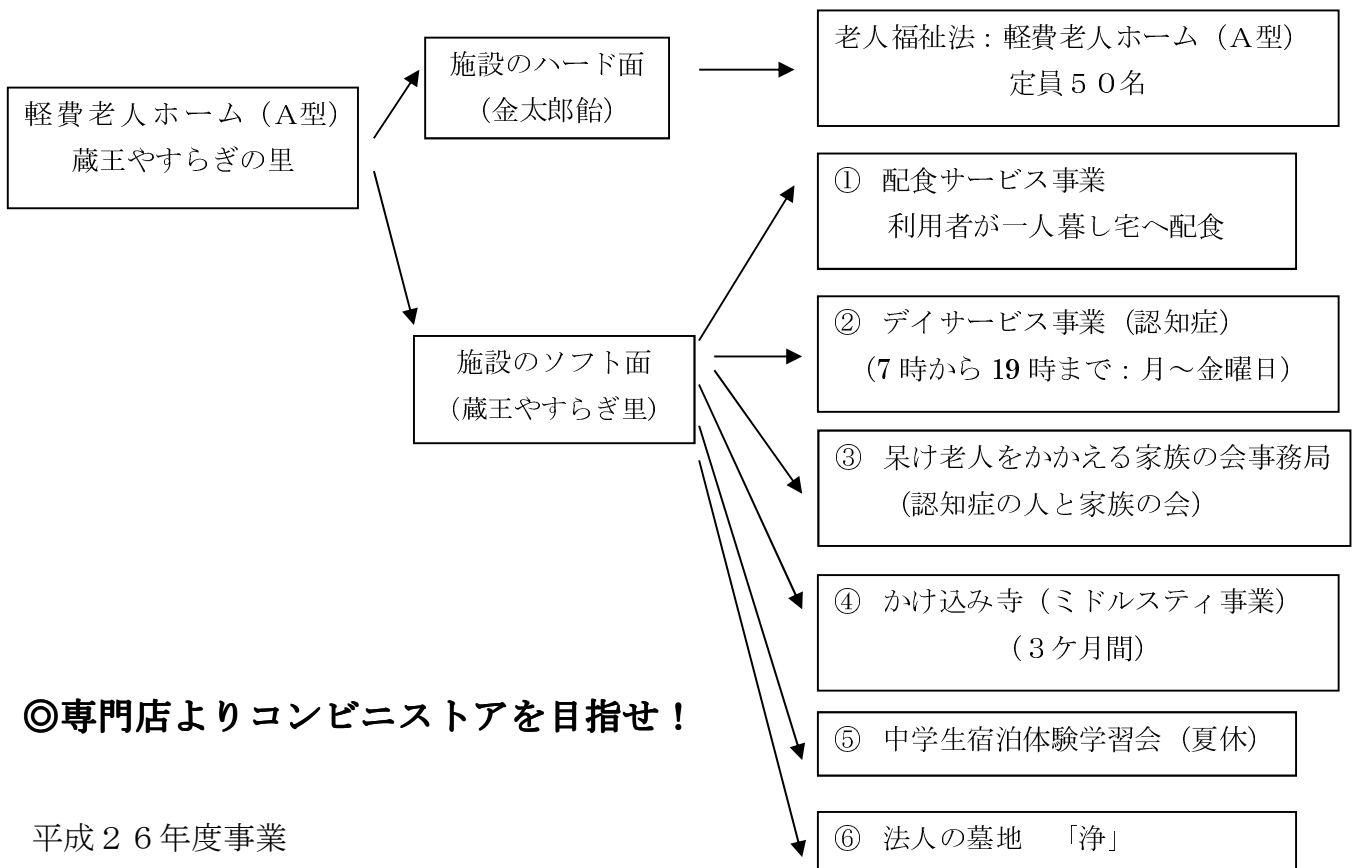 軽費老人ホーム（A型）
蔵王やすらぎの里
施設のハード面
（金太郎飴）
老人福祉法：軽費老人ホーム（A型）
定員５０名
施設のソフト面
（蔵王やすらぎ里）
① 配食サービス事業
利用者が一人暮し宅へ配食
② デイサービス事業（認知症）
（7 時から 19 時まで：月～金曜日）
③ 呆け老人をかかえる家族の会事務局
（認知症の人と家族の会）
④ かけ込み寺（ミドルスティ事業）
（３ケ月間）
⑤ 中学生宿泊体験学習会（夏休）
⑥ 法人の墓地　「浄」
◎専門店よりコンビニストアを目指せ！
平成２６年度事業